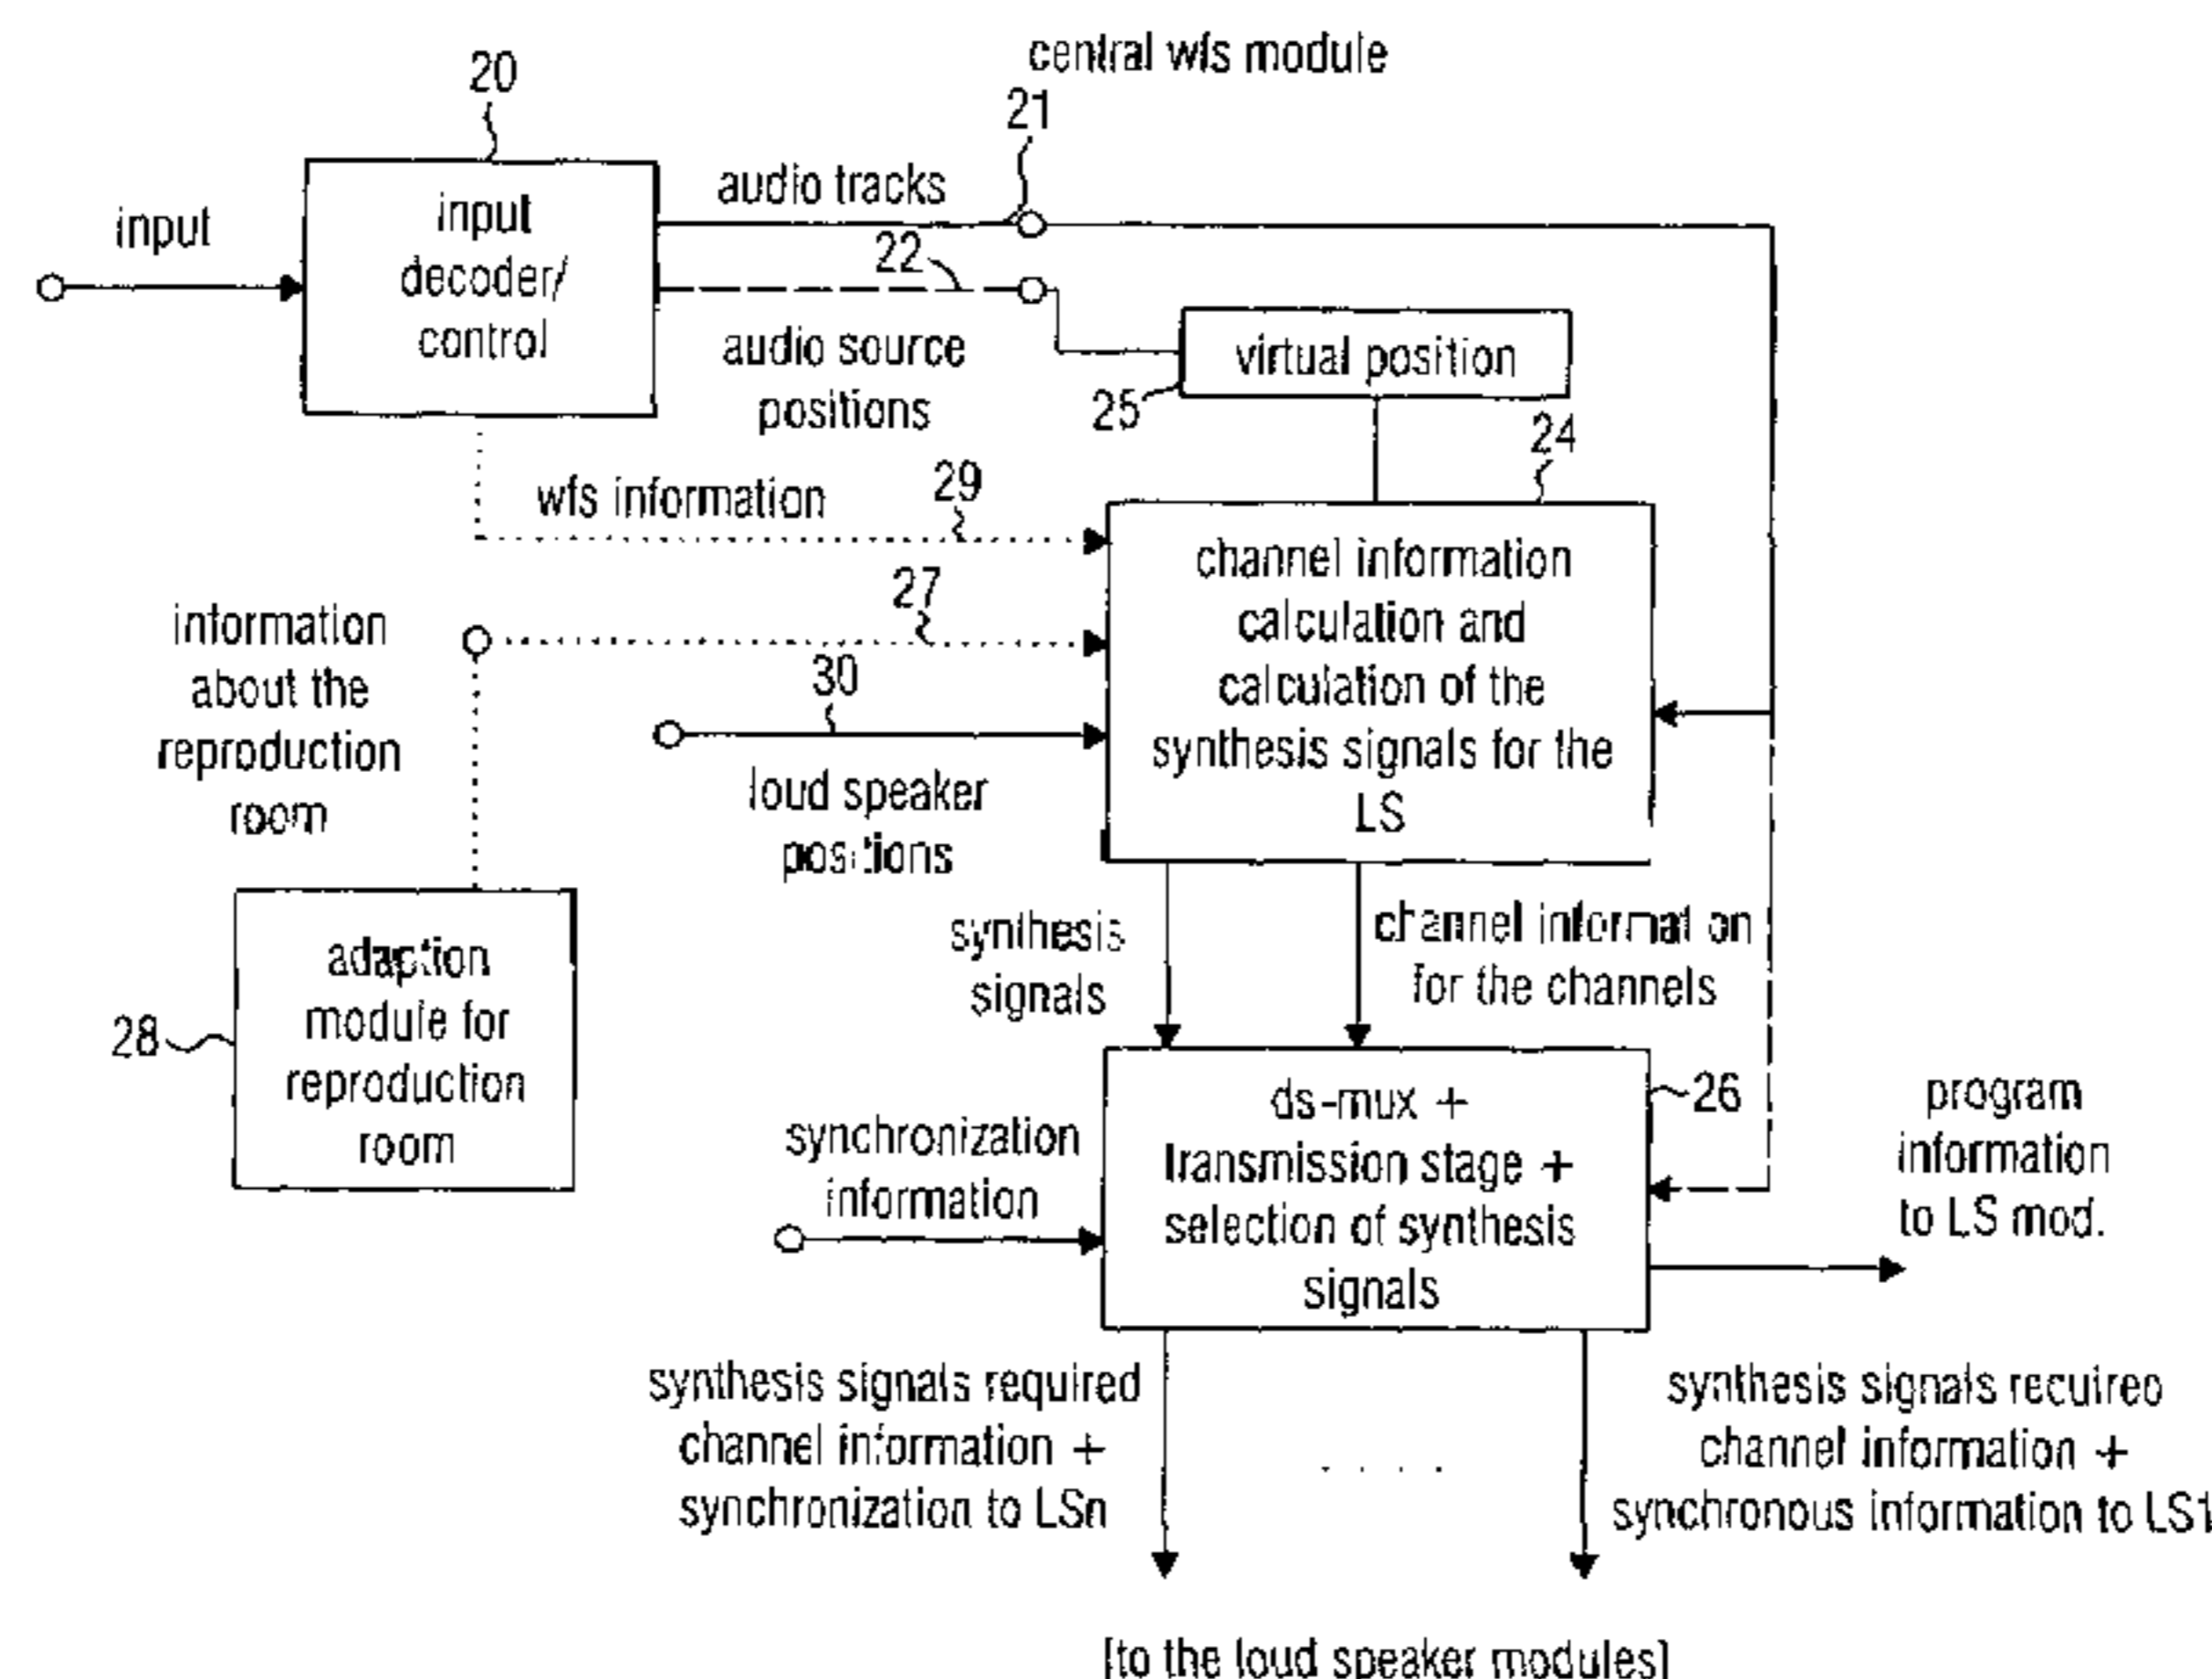 central wfs module
20
21
input
input
decoder/
control
audio tracks
22
audio source
positions
virtual position
25
24
wfs information
29
27
information
about the
reproduction
room
30
loud speaker
positions
channel information
calculation and
calculation of the
synthesis signals for the
LS
28
adaption
module for
reproduction
room
synthesis
signals
channel information
for the channels
synchronization
information
ds-mux +
transmission stage +
selection of synthesis
signals
26
program
information
to LS mod.
synthesis signals required
channel information +
synchronization to LSn
. . . .
synthesis signals required
channel information +
synchronous information to LS1
[to the loud speaker modules]